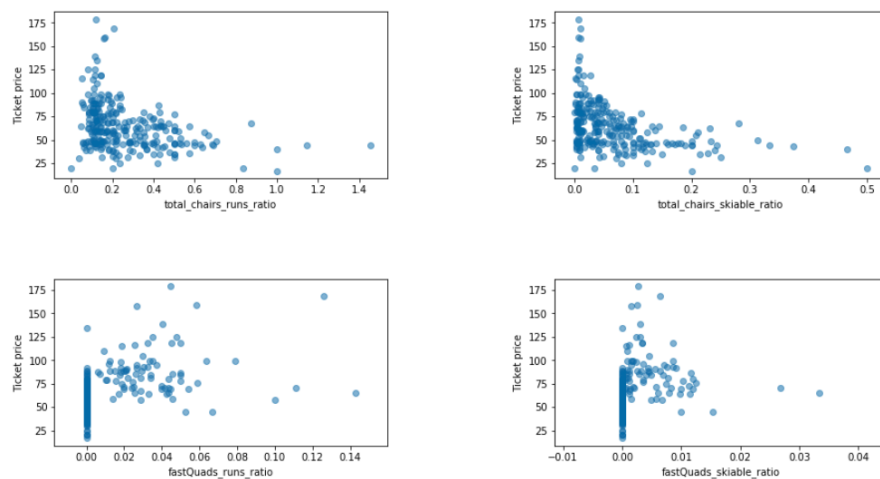 Ticket price
175
150
125
100
75
50
25
0.0 0.2 0.4 0.6 0.8 1.0 1.2 1.4
total_chairs_runs_ratio
Ticket price
175
150
125
100
75
50
25
0.0 0.1 0.2 0.3 0.4 0.5
total_chairs_skiable_ratio
Ticket price
175
150
125
100
75
50
25
0.00 0.02 0.04 0.06 0.08 0.10 0.12 0.14
fastQuads_runs_ratio
Ticket price
175
150
125
100
75
50
25
−0.01 0.00 0.01 0.02 0.03 0.04
fastQuads_skiable_ratio